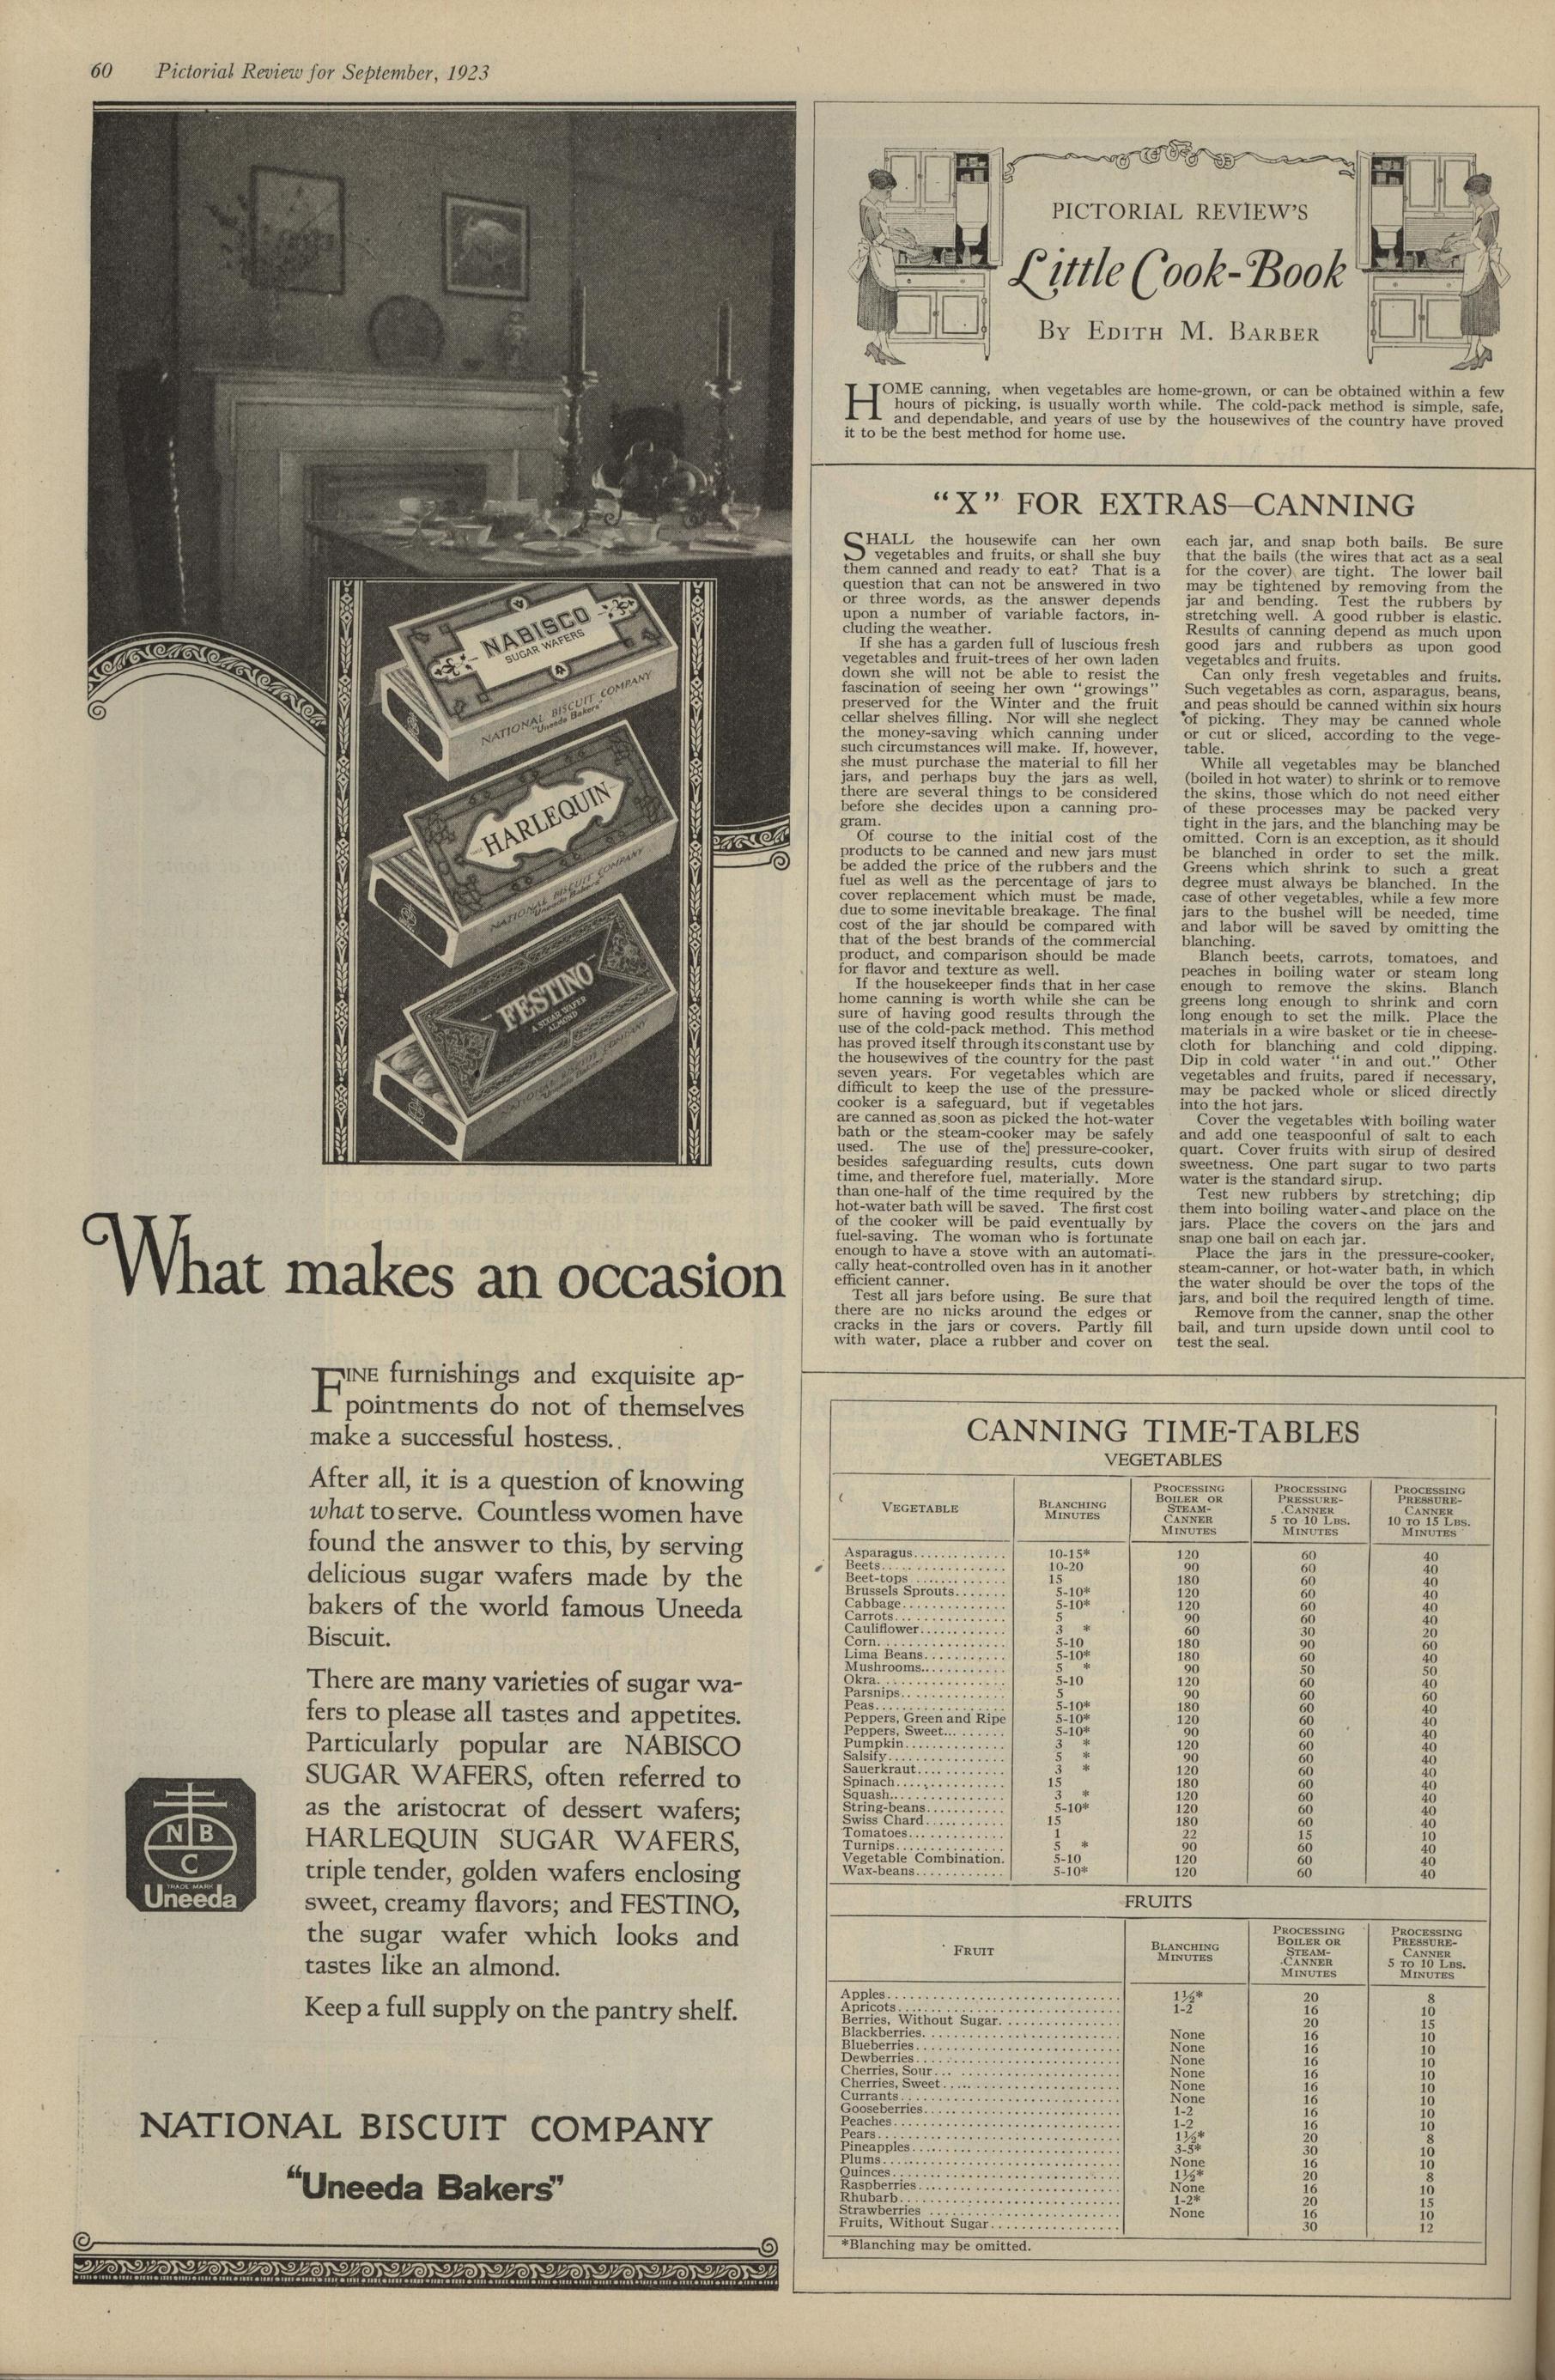 60 Pictorial Review for September, 1923
NABISCO
SUGAR WAFERS
NATIONAL BISCUIT COMPANY
"Uneeda Bakers"
HARLEQUIN
NATIONAL BISCUIT COMPANY
"Uneeda Bakers"
FESTINO
A SUGAR WAFER
ALMOND
NATIONAL BISCUIT COMPANY
What makes an occasion
FINE furnishings and exquisite ap-
pointments do not of themselves
make a successful hostess.
After all, it is a question of knowing
what to serve. Countless women have
found the answer to this, by serving
delicious sugar wafers made by the
bakers of the world famous Uneeda
Biscuit.
There are many varieties of sugar wa-
fers to please all tastes and appetites.
Particularly popular are NABISCO
SUGAR WAFERS, often referred to
as the aristocrat of dessert wafers;
HARLEQUIN SUGAR WAFERS,
triple tender, golden wafers enclosing
sweet, creamy flavors; and FESTINO,
the sugar wafer which looks and
tastes like an almond.
Keep a full supply on the pantry shelf.
N B
C
TRADE MARK
Uneeda
NATIONAL BISCUIT COMPANY
"Uneeda Bakers"
PICTORIAL REVIEW'S
Little Cook-Book
BY EDITH M. BARBER
HOME canning, when vegetables are home-grown, or can be obtained within a few
hours of picking, is usually worth while. The cold-pack method is simple, safe,
and dependable, and years of use by the housewives of the country have proved
it to be the best method for home use.
"X" FOR EXTRAS—CANNING
SHALL the housewife can her own
vegetables and fruits, or shall she buy
them canned and ready to eat? That is a
question that can not be answered in two
or three words, as the answer depends
upon a number of variable factors, in-
cluding the weather.
If she has a garden full of luscious fresh
vegetables and fruit-trees of her own laden
down she will not be able to resist the
fascination of seeing her own "growings"
preserved for the Winter and the fruit
cellar shelves filling. Nor will she neglect
the money-saving which canning under
such circumstances will make. If, however,
she must purchase the material to fill her
jars, and perhaps buy the jars as well,
there are several things to be considered
before she decides upon a canning pro-
gram.
Of course to the initial cost of the
products to be canned and new jars must
be added the price of the rubbers and the
fuel as well as the percentage of jars to
cover replacement which must be made,
due to some inevitable breakage. The final
cost of the jar should be compared with
that of the best brands of the commercial
product, and comparison should be made
for flavor and texture as well.
If the housekeeper finds that in her case
home canning is worth while she can be
sure of having good results through the
use of the cold-pack method. This method
has proved itself through its constant use by
the housewives of the country for the past
seven years. For vegetables which are
difficult to keep the use of the pressure-
cooker is a safeguard, but if vegetables
are canned as soon as picked the hot-water
bath or the steam-cooker may be safely
used. The use of the] pressure-cooker,
besides safeguarding results, cuts down
time, and therefore fuel, materially. More
than one-half of the time required by the
hot-water bath will be saved. The first cost
of the cooker will be paid eventually by
fuel-saving. The woman who is fortunate
enough to have a stove with an automati-
cally heat-controlled oven has in it another
efficient canner.
Test all jars before using. Be sure that
there are no nicks around the edges or
cracks in the jars or covers. Partly fill
with water, place a rubber and cover on
each jar, and snap both bails. Be sure
that the bails (the wires that act as a seal
for the cover) are tight. The lower bail
may be tightened by removing from the
jar and bending. Test the rubbers by
stretching well. A good rubber is elastic.
Results of canning depend as much upon
good jars and rubbers as upon good
vegetables and fruits.
Can only fresh vegetables and fruits.
Such vegetables as corn, asparagus, beans,
and peas should be canned within six hours
of picking. They may be canned whole
or cut or sliced, according to the vege-
table.
While all vegetables may be blanched
(boiled in hot water) to shrink or to remove
the skins, those which do not need either
of these processes may be packed very
tight in the jars, and the blanching may be
omitted. Corn is an exception, as it should
be blanched in order to set the milk.
Greens which shrink to such a great
degree must always be blanched. In the
case of other vegetables, while a few more
jars to the bushel will be needed, time
and labor will be saved by omitting the
blanching.
Blanch beets, carrots, tomatoes, and
peaches in boiling water or steam long
enough to remove the skins. Blanch
greens long enough to shrink and corn
long enough to set the milk. Place the
materials in a wire basket or tie in cheese-
cloth for blanching and cold dipping.
Dip in cold water "in and out." Other
vegetables and fruits, pared if necessary,
may be packed whole or sliced directly
into the hot jars.
Cover the vegetables with boiling water
and add one teaspoonful of salt to each
quart. Cover fruits with sirup of desired
sweetness. One part sugar to two parts
water is the standard sirup.
Test new rubbers by stretching; dip
them into boiling water and place on the
jars. Place the covers on the jars and
snap one bail on each jar.
Place the jars in the pressure-cooker,
steam-canner, or hot-water bath, in which
the water should be over the tops of the
jars, and boil the required length of time.
Remove from the canner, snap the other
bail, and turn upside down until cool to
test the seal.
CANNING TIME-TABLES
VEGETABLES
VEGETABLE | BLANCHING MINUTES | PROCESSING BOILER OR STEAM-CANNER MINUTES | PROCESSING PRESSURE-CANNER 5 TO 10 LBS. MINUTES | PROCESSING PRESSURE-CANNER 10 TO 15 LBS. MINUTES
Asparagus 10-15* 120 60 40
Beets 10-20 90 60 40
Beet-tops 15 180 60 40
Brussels Sprouts 5-10* 120 60 40
Cabbage 5-10* 120 60 40
Carrots 5 90 60 40
Cauliflower 3 * 60 30 20
Corn 5-10 180 90 60
Lima Beans 5-10* 180 60 40
Mushrooms 5 * 90 50 50
Okra 5-10 120 60 40
Parsnips 5 90 60 60
Peas 5-10* 180 60 40
Peppers, Green and Ripe 5-10* 120 60 40
Peppers, Sweet 5-10* 90 60 40
Pumpkin 3 * 120 60 40
Salsify 5 * 90 60 40
Sauerkraut 3 * 120 60 40
Spinach 15 180 60 40
Squash 3 * 120 60 40
String-beans 5-10* 120 60 40
Swiss Chard 15 180 60 40
Tomatoes 1 22 15 10
Turnips 5 * 90 60 40
Vegetable Combination. 5-10 120 60 40
Wax-beans 5-10* 120 60 40
FRUITS
FRUIT | BLANCHING MINUTES | PROCESSING BOILER OR STEAM-CANNER MINUTES | PROCESSING PRESSURE-CANNER 5 TO 10 LBS. MINUTES
Apples 1½* 20 8
Apricots 1-2 16 10
Berries, Without Sugar 20 15
Blackberries None 16 10
Blueberries None 16 10
Dewberries None 16 10
Cherries, Sour None 16 10
Cherries, Sweet None 16 10
Currants None 16 10
Gooseberries 1-2 16 10
Peaches 1-2 16 10
Pears 1½* 20 8
Pineapples 3-5* 30 10
Plums None 16 10
Quinces 1½* 20 8
Raspberries None 16 10
Rhubarb 1-2* 20 15
Strawberries None 16 10
Fruits, Without Sugar 30 12
*Blanching may be omitted.